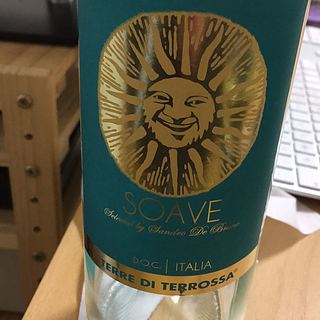 SOAVE
Selected by Sandro De Bruno
D.O.C. | ITALIA
TERRE DI TERROSSA